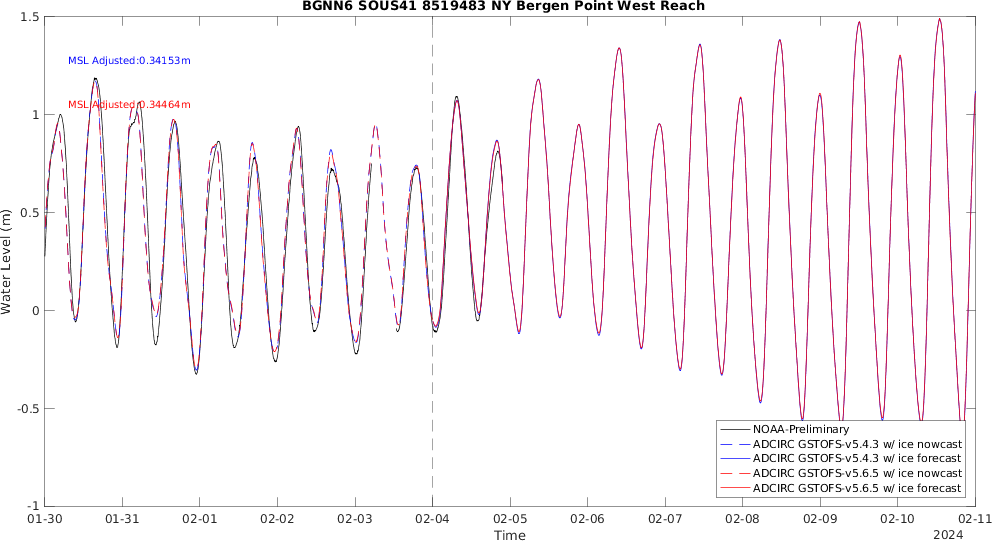 BGNN6 SOUS41 8519483 NY Bergen Point West Reach
1.5
MSL Adjusted:0.34153m
MSL Adjusted:0.34464m
1
0.5
Water Level (m)
0
-0.5
NOAA-Preliminary
ADCIRC GSTOFS-v5.4.3 w/ ice nowcast
ADCIRC GSTOFS-v5.4.3 w/ ice forecast
ADCIRC GSTOFS-v5.6.5 w/ ice nowcast
ADCIRC GSTOFS-v5.6.5 w/ ice forecast
-1
01-30 01-31 02-01 02-02 02-03 02-04 02-05 02-06 02-07 02-08 02-09 02-10 02-11
Time
2024